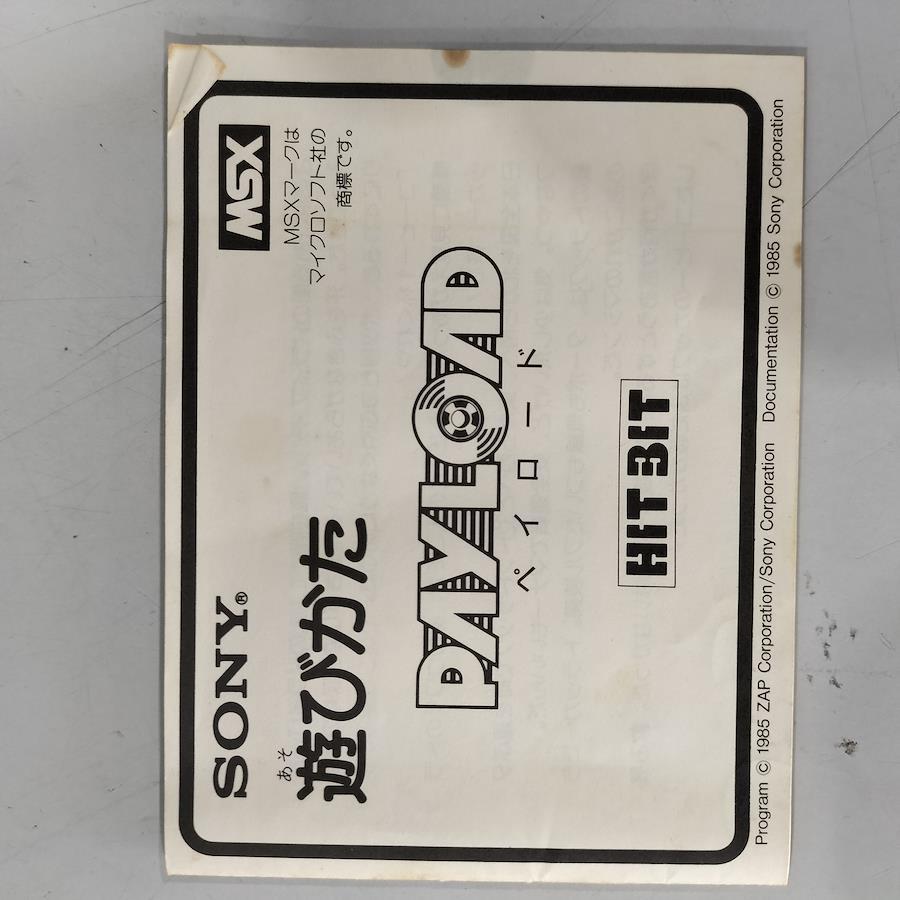 SONY®
MSX
MSXマークは
マイクロソフト社の
商標です。
あそ
遊びかた
PAYLOAD
ペイロード
HIT BIT
Program © 1985 ZAP Corporation/Sony Corporation Documentation © 1985 Sony Corporation